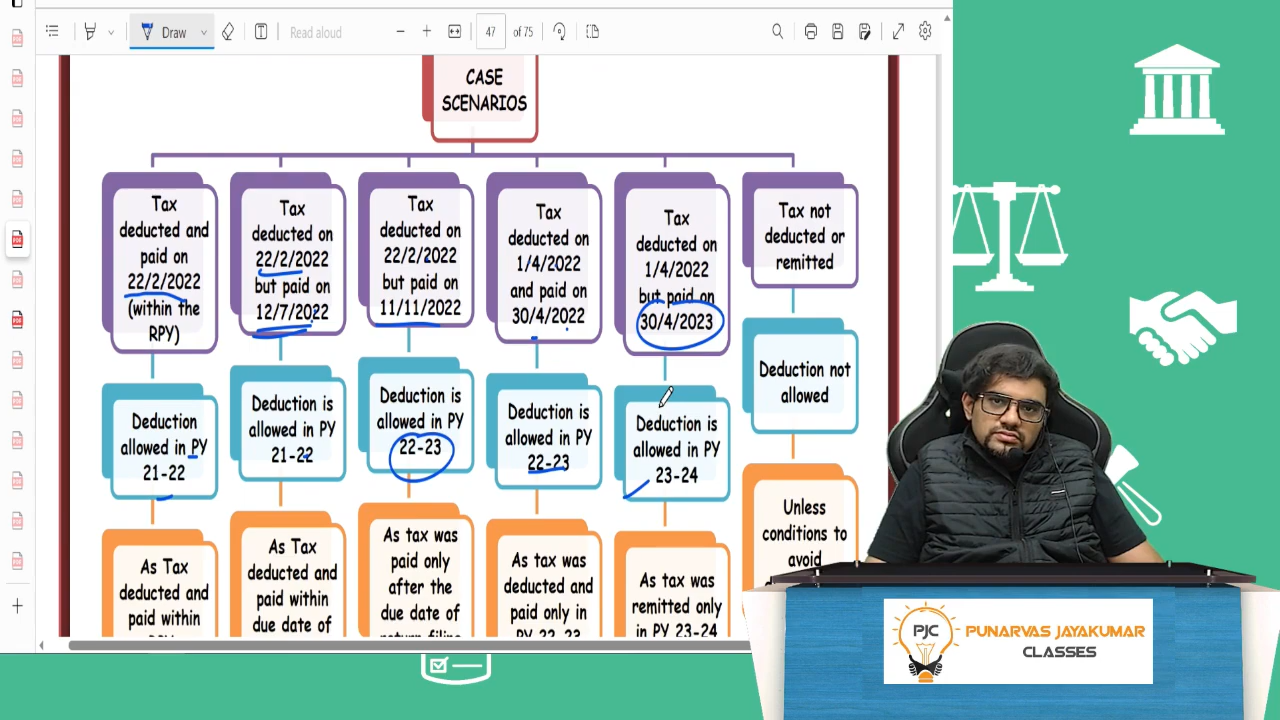 Draw
Read aloud
47
of 75
CASE
SCENARIOS
Tax
deducted and
paid on
22/2/2022
(within the
RPY)
Deduction
allowed in PY
21-22
As Tax
deducted and
paid within
Tax
deducted on
22/2/2022
but paid on
12/7/2022
Deduction is
allowed in PY
21-22
As Tax
deducted and
paid within
due date of
Tax
deducted on
22/2/2022
but paid on
11/11/2022
Deduction is
allowed in PY
22-23
As tax was
paid only
after the
due date of
return filing
Tax
deducted on
1/4/2022
and paid on
30/4/2022
Deduction is
allowed in PY
22-23
As tax was
deducted and
paid only in
PY 22-23
Tax
deducted on
1/4/2022
but paid on
30/4/2023
Deduction is
allowed in PY
23-24
As tax was
remitted only
in PY 23-24
Tax not
deducted or
remitted
Deduction not
allowed
Unless
conditions to
avoid
PJC
PUNARVAS JAYAKUMAR
CLASSES